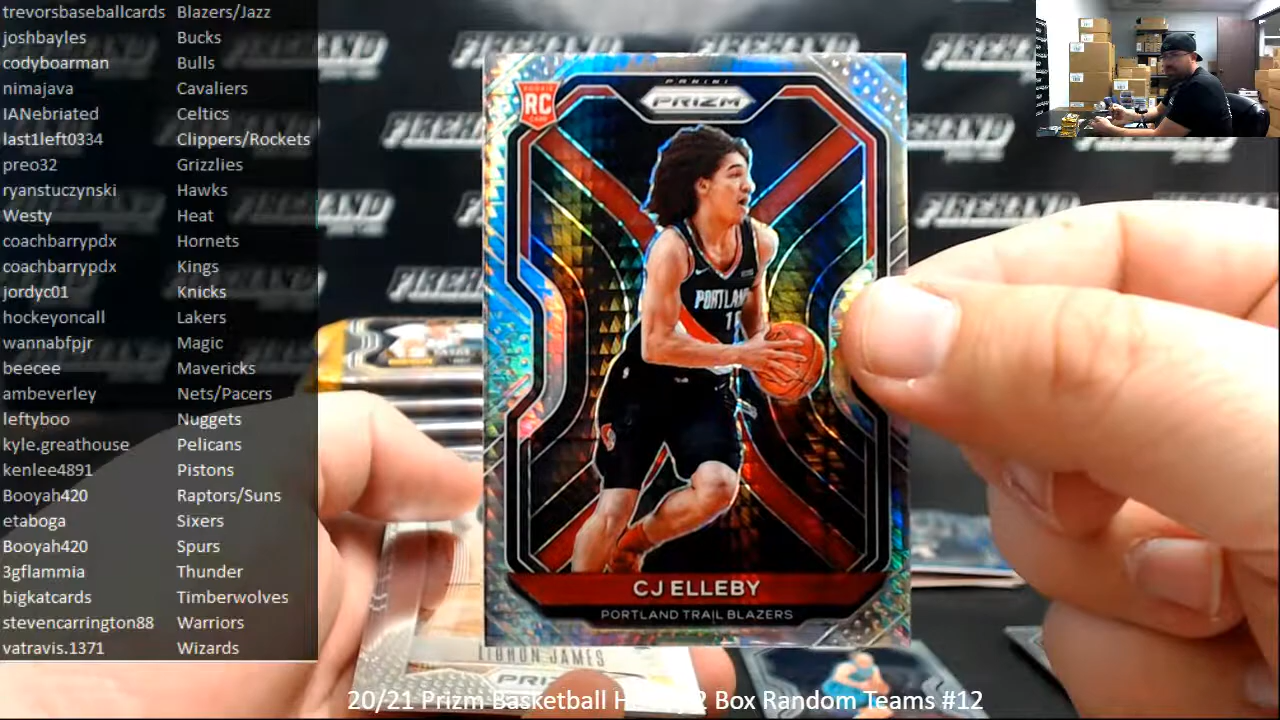 trevorsbaseballcards Blazers/Jazz
joshbayles Bucks
codyboarman Bulls
nimajava Cavaliers
IANebriated Celtics
last1left0334 Clippers/Rockets
preo32 Grizzlies
ryanstuczynski Hawks
Westy Heat
coachbarrypdx Hornets
coachbarrypdx Kings
jordyc01 Knicks
hockeyoncall Lakers
wannabfpjr Magic
beecee Mavericks
ambeverley Nets/Pacers
leftyboo Nuggets
kyle.greathouse Pelicans
kenlee4891 Pistons
Booyah420 Raptors/Suns
etaboga Sixers
Booyah420 Spurs
3gflammia Thunder
bigkatcards Timberwolves
stevencarrington88 Warriors
vatravis.1371 Wizards
FIREHAND
PANINI
PRIZM
RC
PORTLAND
CJ ELLEBY
PORTLAND TRAIL BLAZERS
LEBRON JAMES
PRIZM
20/21 Prizm Basketball 2 Box Random Teams #12